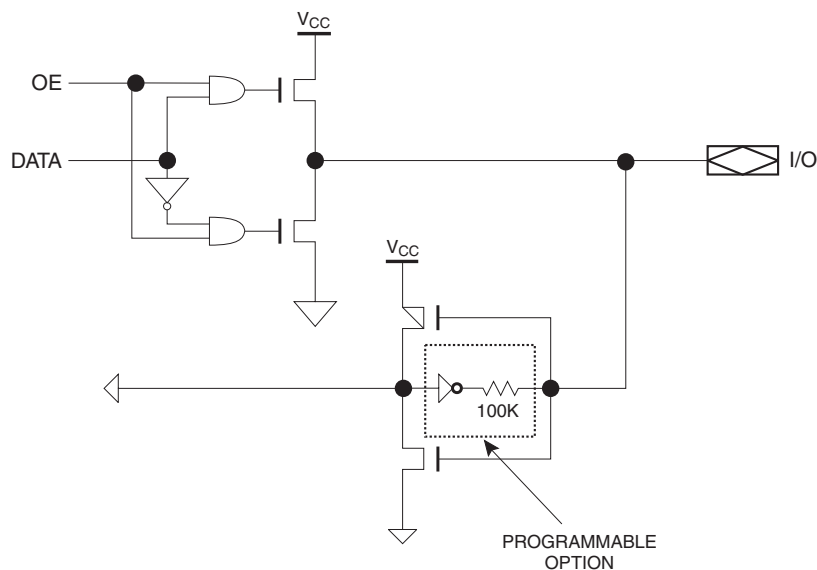 VCC
OE
DATA
I/O
VCC
100K
PROGRAMMABLE
OPTION